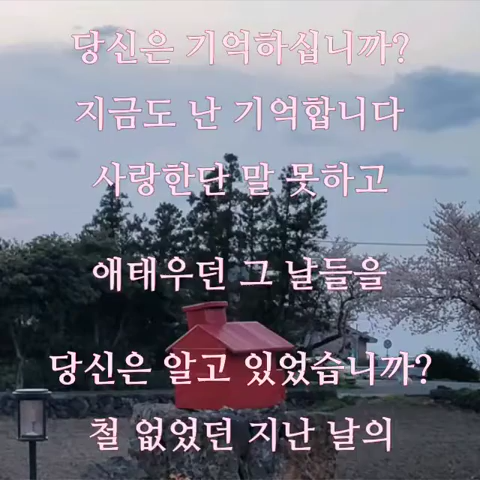 당신은 기억하십니까?
지금도 난 기억합니다
사랑한단 말 못하고
애태우던 그 날들을
당신은 알고 있었습니까?
철 없었던 지난 날의